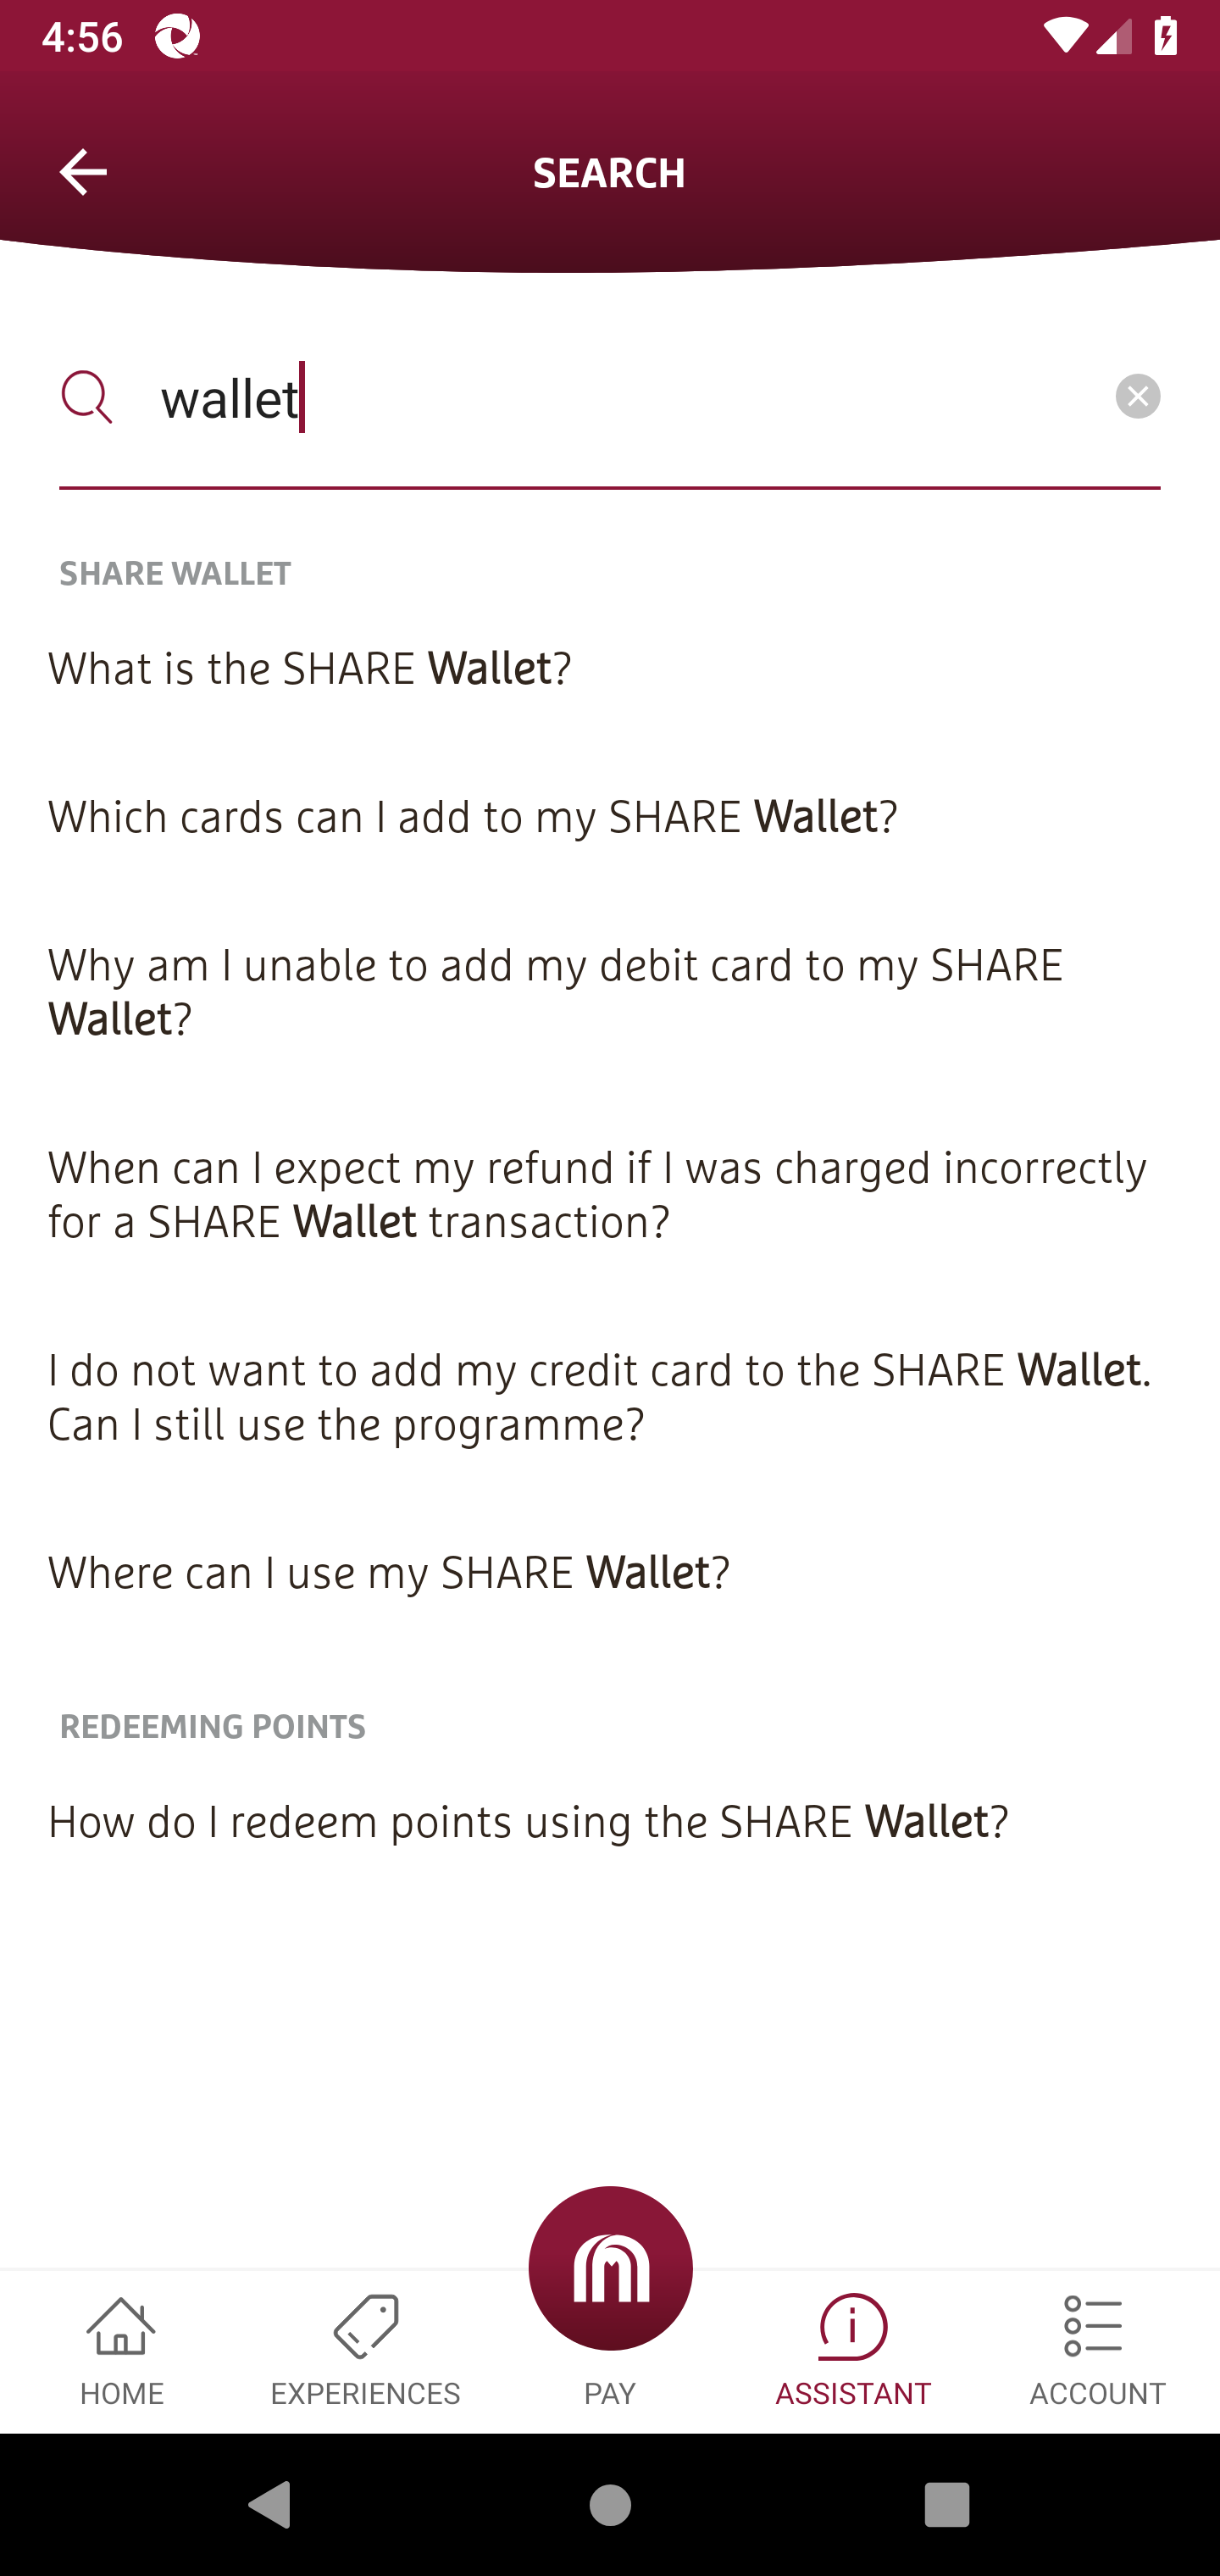 4:56
SEARCH
wallet
SHARE WALLET
What is the SHARE Wallet?
Which cards can I add to my SHARE Wallet?
Why am I unable to add my debit card to my SHARE
Wallet?
When can I expect my refund if I was charged incorrectly
for a SHARE Wallet transaction?
I do not want to add my credit card to the SHARE Wallet.
Can I still use the programme?
Where can I use my SHARE Wallet?
REDEEMING POINTS
How do I redeem points using the SHARE Wallet?
HOME
EXPERIENCES
PAY
ASSISTANT
ACCOUNT